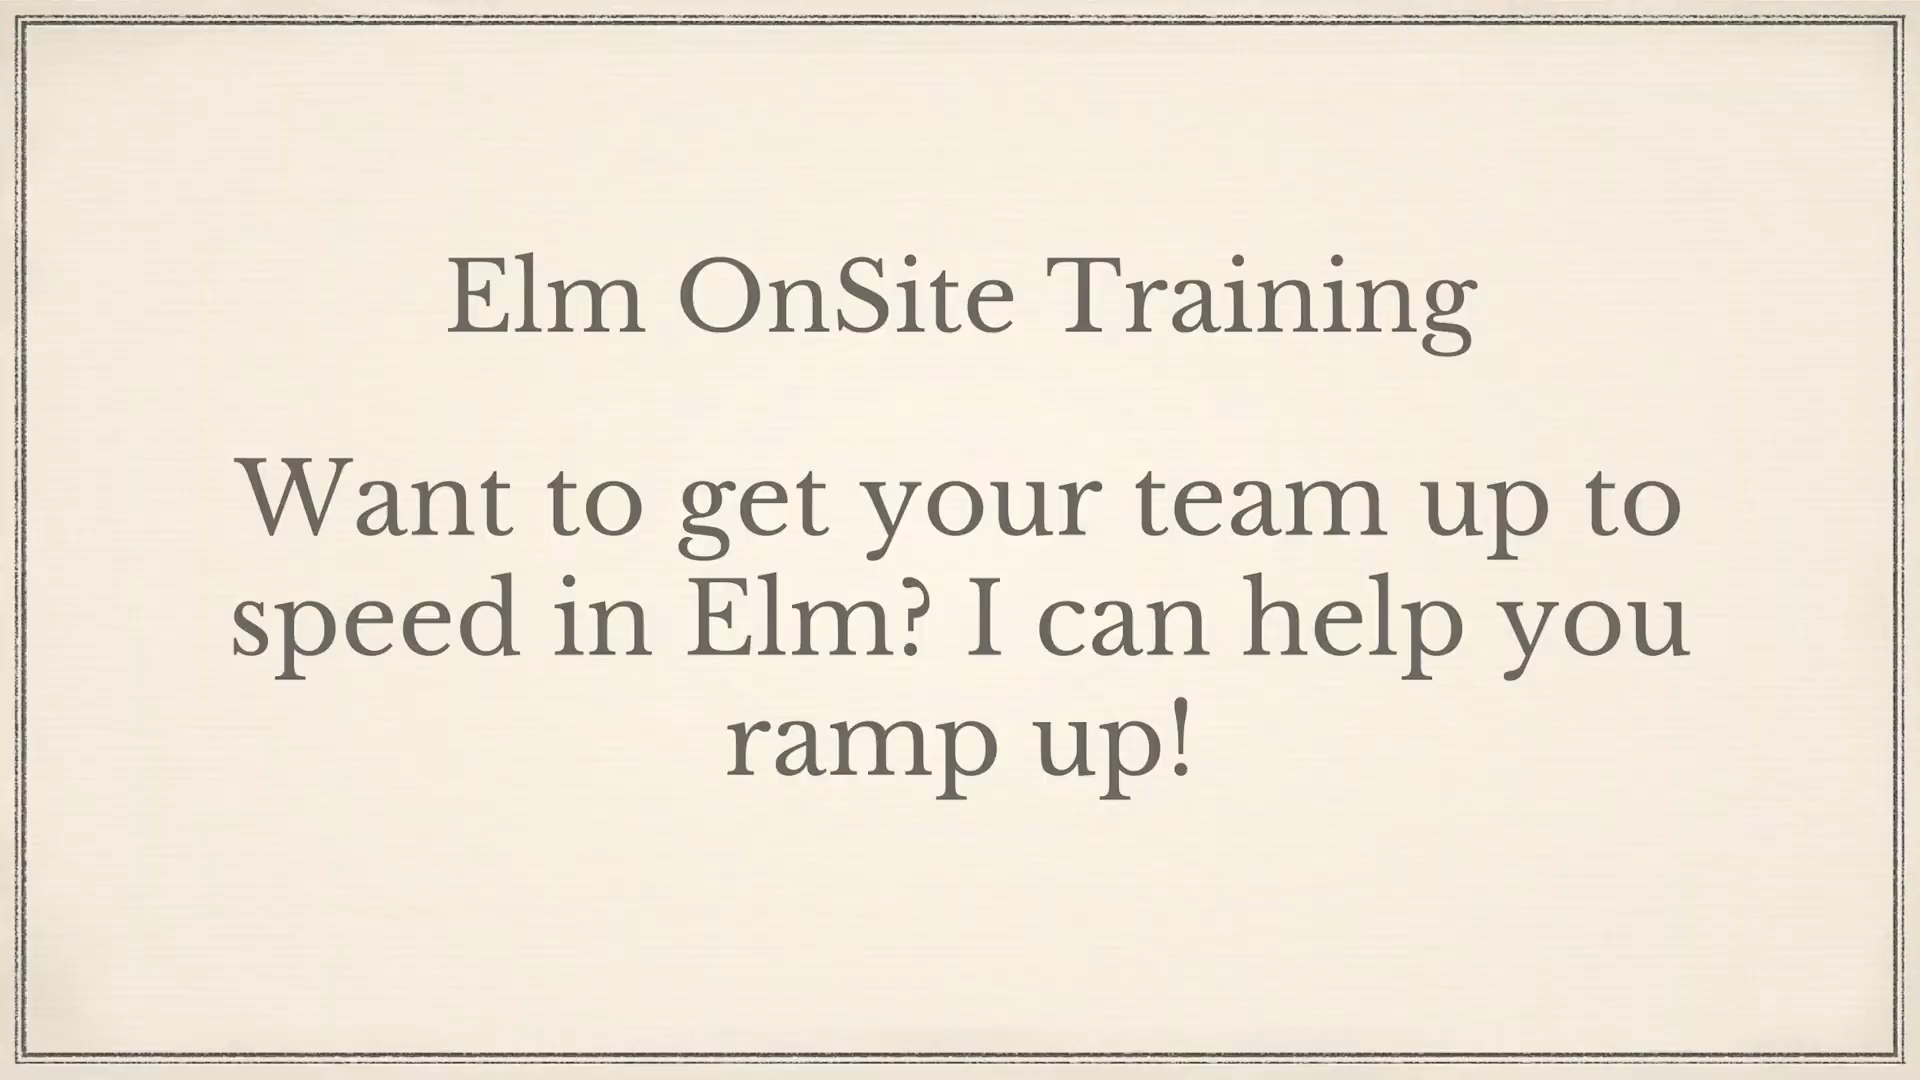 Elm OnSite Training
Want to get your team up to
speed in Elm? I can help you
ramp up!